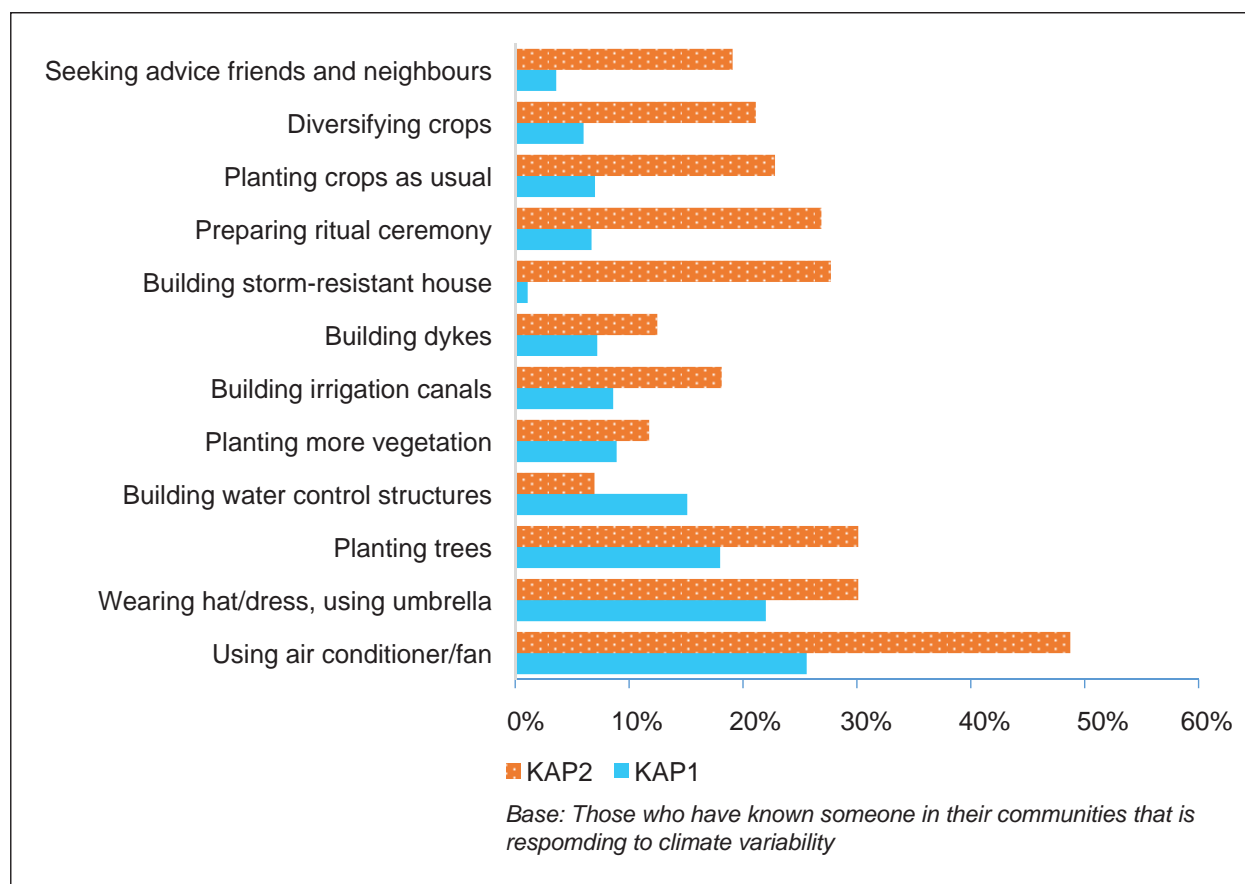 Seeking advice friends and neighbours
Diversifying crops
Planting crops as usual
Preparing ritual ceremony
Building storm-resistant house
Building dykes
Building irrigation canals
Planting more vegetation
Building water control structures
Planting trees
Wearing hat/dress, using umbrella
Using air conditioner/fan
0% 10% 20% 30% 40% 50% 60%
KAP2 KAP1
Base: Those who have known someone in their communities that is
respomding to climate variability